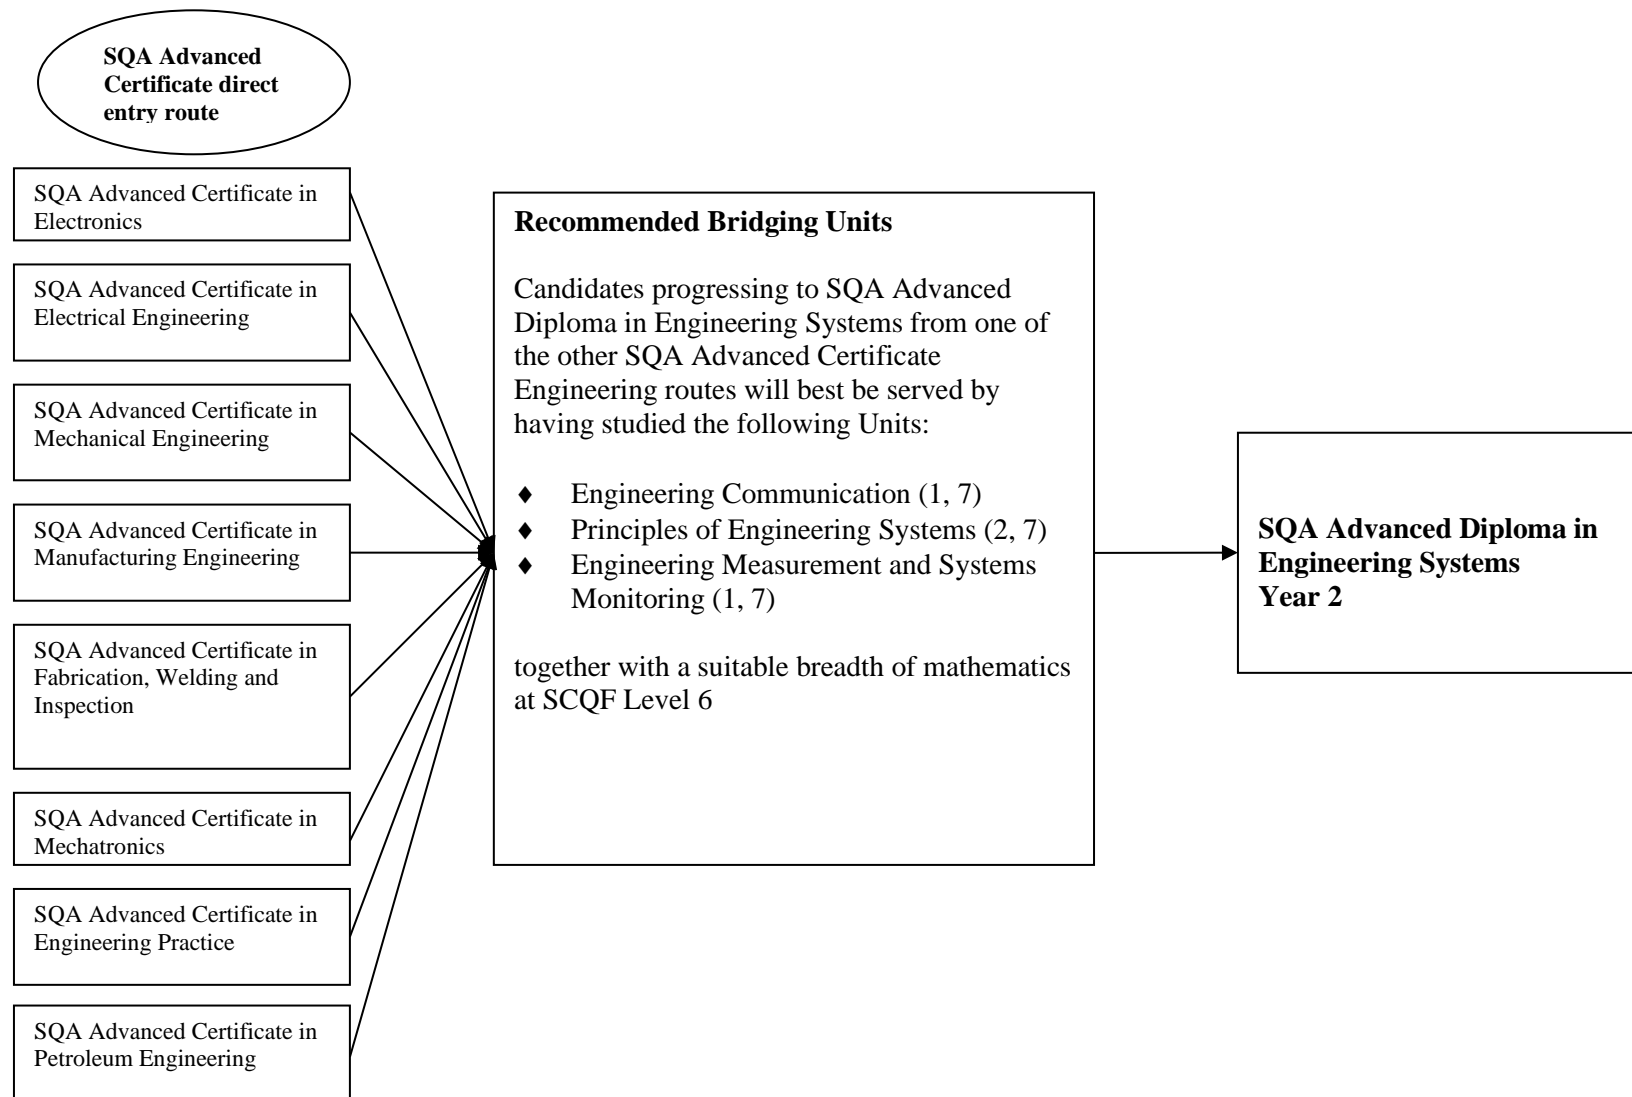 SQA Advanced
Certificate direct
entry route
SQA Advanced Certificate in
Electronics
SQA Advanced Certificate in
Electrical Engineering
SQA Advanced Certificate in
Mechanical Engineering
SQA Advanced Certificate in
Manufacturing Engineering
SQA Advanced Certificate in
Fabrication, Welding and
Inspection
SQA Advanced Certificate in
Mechatronics
SQA Advanced Certificate in
Engineering Practice
SQA Advanced Certificate in
Petroleum Engineering
Recommended Bridging Units
Candidates progressing to SQA Advanced
Diploma in Engineering Systems from one of
the other SQA Advanced Certificate
Engineering routes will best be served by
having studied the following Units:
♦ Engineering Communication (1, 7)
♦ Principles of Engineering Systems (2, 7)
♦ Engineering Measurement and Systems
Monitoring (1, 7)
together with a suitable breadth of mathematics
at SCQF Level 6
SQA Advanced Diploma in
Engineering Systems
Year 2